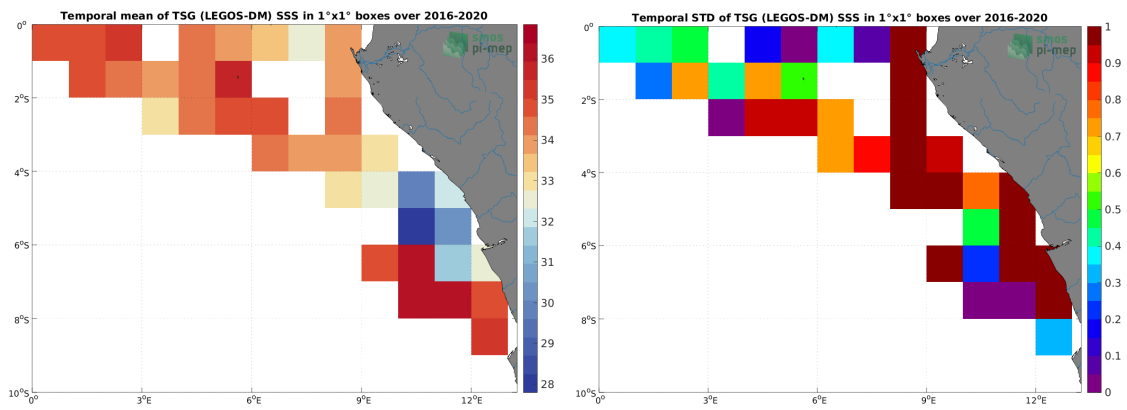 Temporal mean of TSG (LEGOS-DM) SSS in 1°x1° boxes over 2016-2020
smos
pi-mep
0°
2°S
4°S
6°S
8°S
10°S
0°
3°E
6°E
9°E
12°E
36
35
34
33
32
31
30
29
28
Temporal STD of TSG (LEGOS-DM) SSS in 1°x1° boxes over 2016-2020
smos
pi-mep
0°
2°S
4°S
6°S
8°S
10°S
0°
3°E
6°E
9°E
12°E
1
0.9
0.8
0.7
0.6
0.5
0.4
0.3
0.2
0.1
0